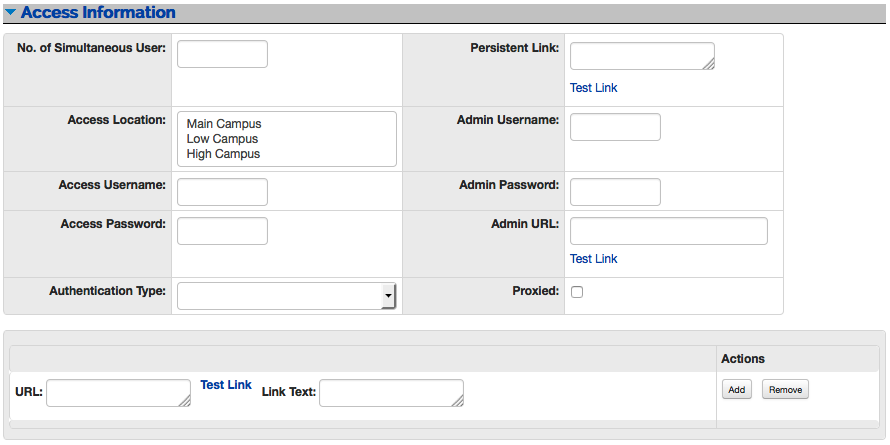 Access Information
No. of Simultaneous User:
Persistent Link:
Test Link
Access Location:
Main Campus
Low Campus
High Campus
Admin Username:
Access Username:
Admin Password:
Access Password:
Admin URL:
Test Link
Authentication Type:
Proxied:
Actions
URL: Test Link Link Text: Add Remove